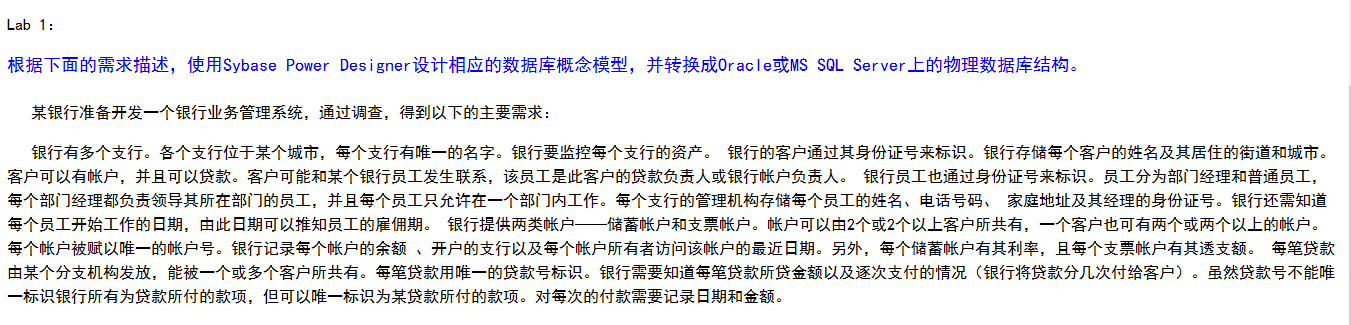 Lab 1:
根据下面的需求描述，使用Sybase Power Designer设计相应的数据库概念模型，并转换成Oracle或MS SQL Server上的物理数据库结构。
某银行准备开发一个银行业务管理系统，通过调查，得到以下的主要需求：
银行有多个支行。各个支行位于某个城市，每个支行有唯一的名字。银行要监控每个支行的资产。 银行的客户通过其身份证号来标识。银行存储每个客户的姓名及其居住的街道和城市。
客户可以有帐户，并且可以贷款。客户可能和某个银行员工发生联系，该员工是此客户的贷款负责人或银行帐户负责人。 银行员工也通过身份证号来标识。员工分为部门经理和普通员工，
每个部门经理都负责领导其所在部门的员工，并且每个员工只允许在一个部门内工作。每个支行的管理机构存储每个员工的姓名、电话号码、 家庭地址及其经理的身份证号。银行还需知道
每个员工开始工作的日期，由此日期可以推知员工的雇佣期。 银行提供两类帐户——储蓄帐户和支票帐户。帐户可以由2个或2个以上客户所共有，一个客户也可有两个或两个以上的帐户。
每个帐户被赋以唯一的帐户号。银行记录每个帐户的余额 、开户的支行以及每个帐户所有者访问该帐户的最近日期。另外，每个储蓄帐户有其利率，且每个支票帐户有其透支额。 每笔贷款
由某个分支机构发放，能被一个或多个客户所共有。每笔贷款用唯一的贷款号标识。银行需要知道每笔贷款所贷金额以及逐次支付的情况（银行将贷款分几次付给客户）。虽然贷款号不能唯
一标识银行所有为贷款所付的款项，但可以唯一标识为某贷款所付的款项。对每次的付款需要记录日期和金额。